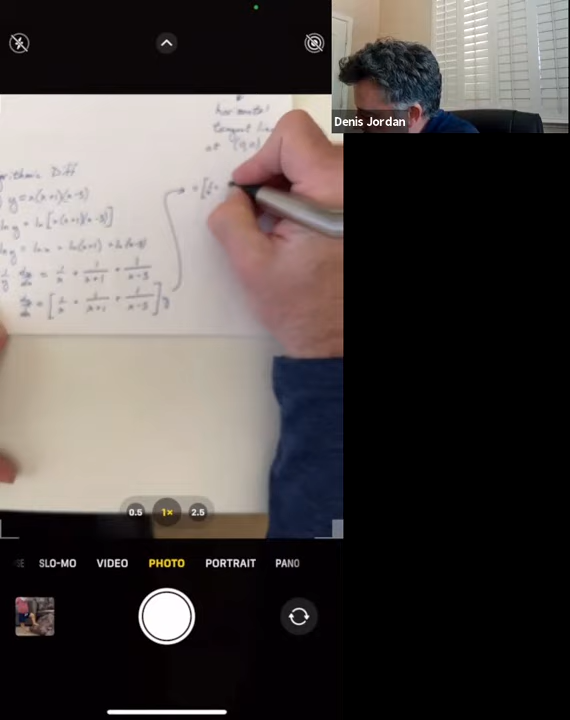 Denis Jordan
horizontal
tangent line
arithmic Diff
y = x(x+1)(x-3)
ln y = ln[x(x+1)(x-3)]
ln y = ln x + ln(x+1) + ln(x-3)
1/y dy/dx = 1/x + 1/(x+1) + 1/(x-3)
dy/dx = [1/x + 1/(x+1) + 1/(x-3)] y
0.5 1× 2.5
SLO-MO VIDEO PHOTO PORTRAIT PANO